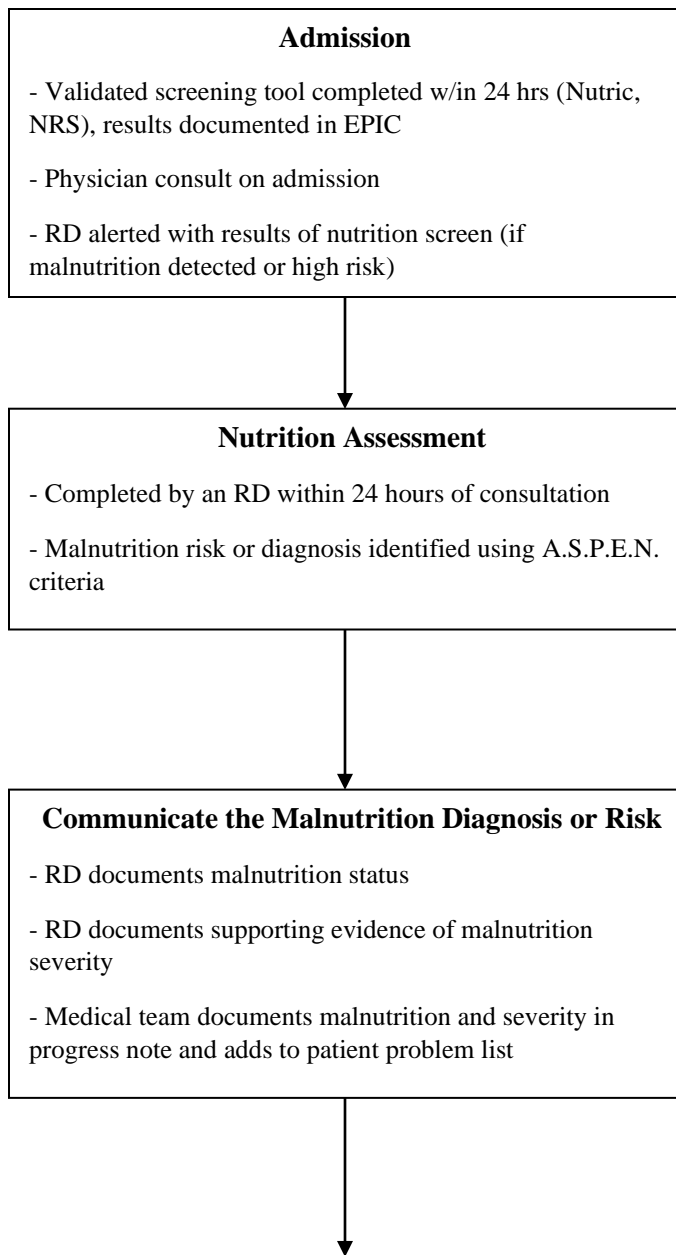 Admission
- Validated screening tool completed w/in 24 hrs (Nutric,
NRS), results documented in EPIC
- Physician consult on admission
- RD alerted with results of nutrition screen (if
malnutrition detected or high risk)
Nutrition Assessment
- Completed by an RD within 24 hours of consultation
- Malnutrition risk or diagnosis identified using A.S.P.E.N.
criteria
Communicate the Malnutrition Diagnosis or Risk
- RD documents malnutrition status
- RD documents supporting evidence of malnutrition
severity
- Medical team documents malnutrition and severity in
progress note and adds to patient problem list